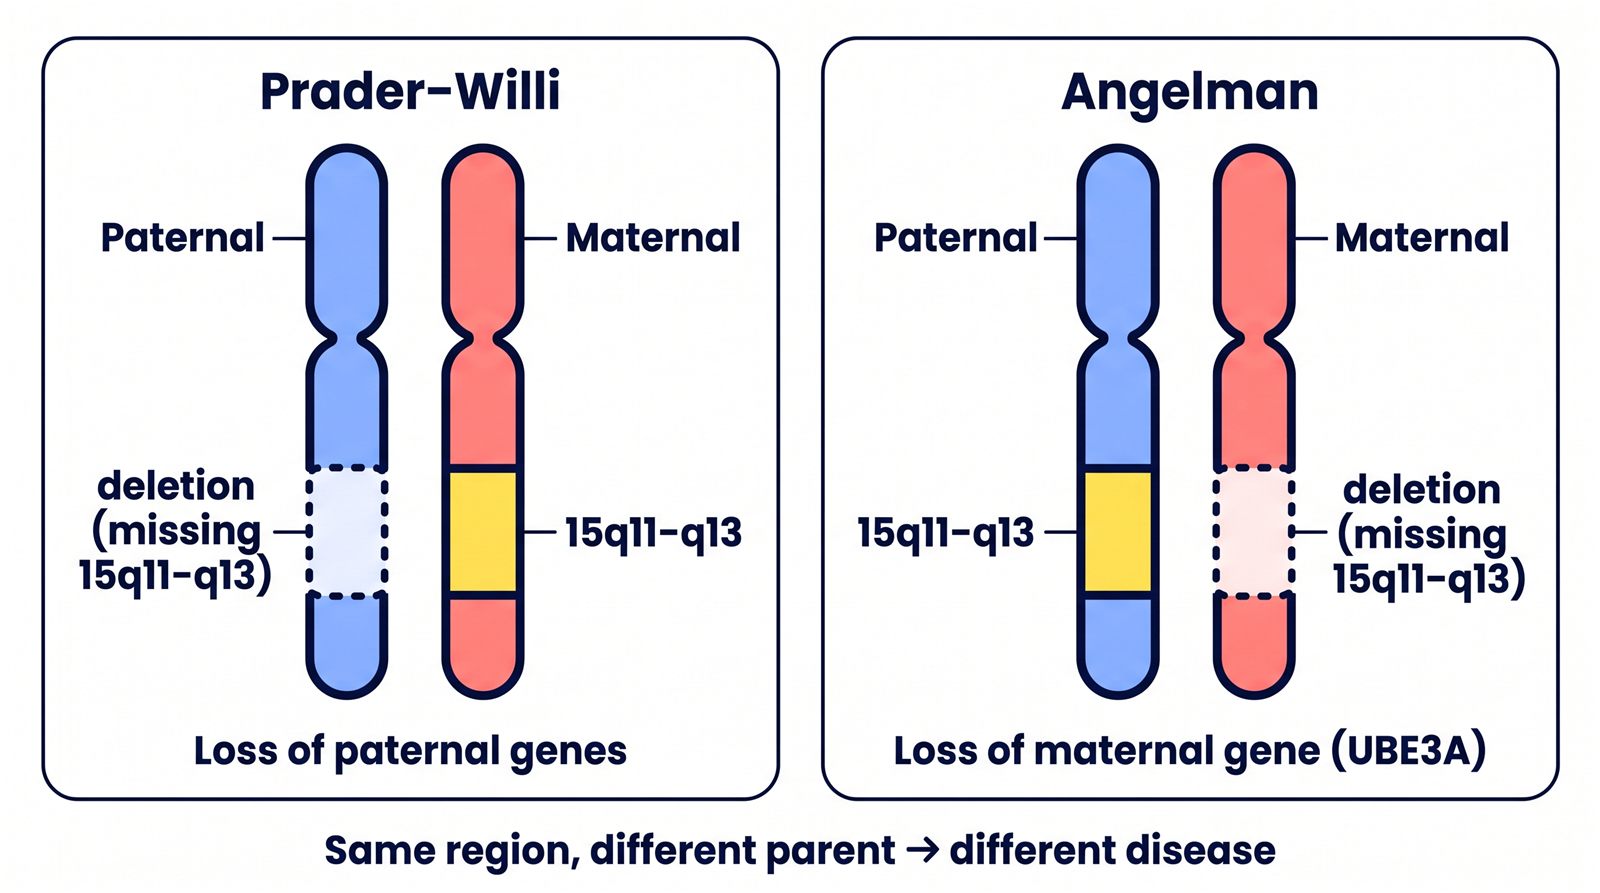 Prader–Willi
Paternal
Maternal
deletion
(missing
15q11–q13)
15q11–q13
Loss of paternal genes
Angelman
Paternal
Maternal
15q11–q13
deletion
(missing
15q11–q13)
Loss of maternal gene (UBE3A)
Same region, different parent → different disease